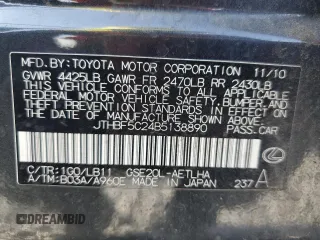 MFD. BY: TOYOTA MOTOR CORPORATION 11/10
GVWR 4425LB GAWR FR 2470LB RR 2430LB
THIS VEHICLE CONFORMS TO ALL APPLICABLE
FEDERAL MOTOR VEHICLE SAFETY, BUMPER, AND
THEFT PREVENTION STANDARDS IN EFFECT ON
THE DATE OF MANUFACTURE SHOWN ABOVE.
JTHBF5C24B5138890 PASS.CAR
C/TR: 1G0/LB11 GSE20L-AETLHA
A/TM: B03A/A960E MADE IN JAPAN 237 A